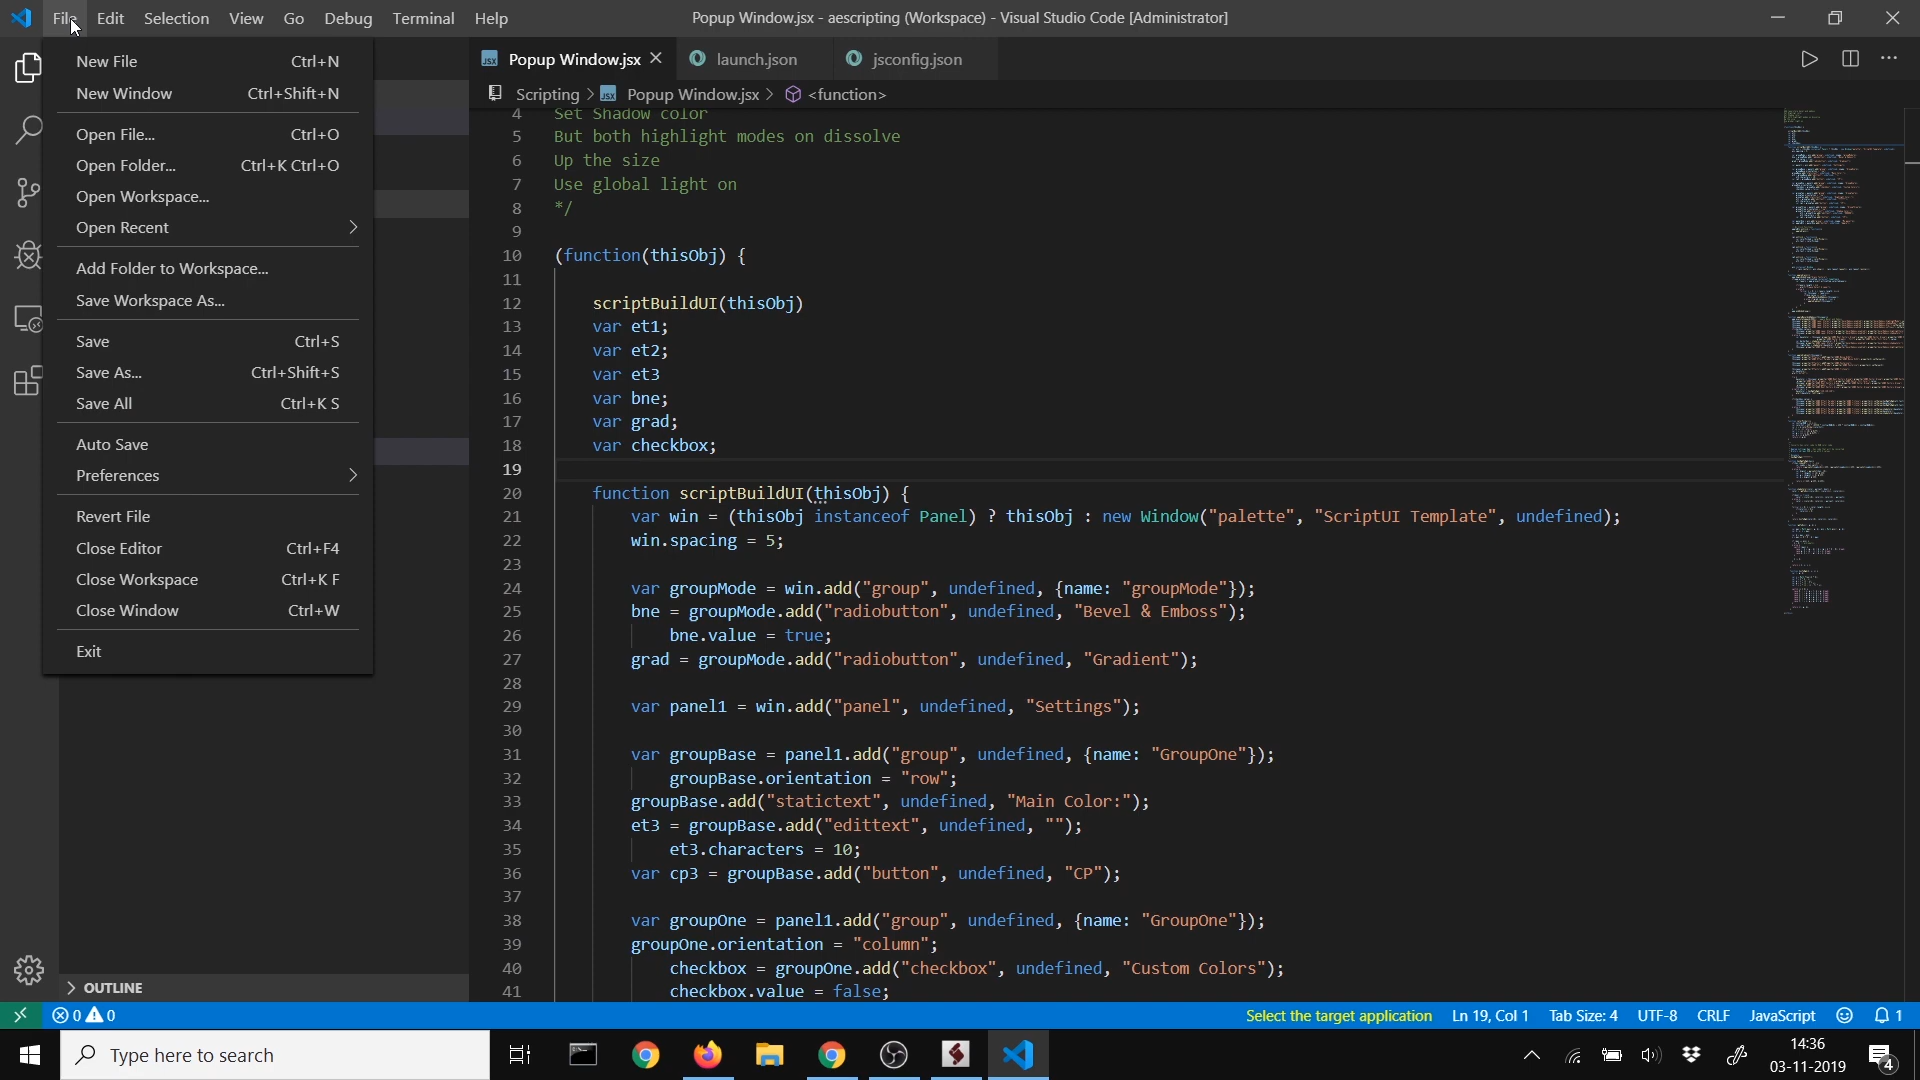 File Edit Selection View Go Debug Terminal Help
Popup Window.jsx - aescripting (Workspace) - Visual Studio Code [Administrator]
New File Ctrl+N
New Window Ctrl+Shift+N
Open File... Ctrl+O
Open Folder... Ctrl+K Ctrl+O
Open Workspace...
Open Recent
Add Folder to Workspace...
Save Workspace As...
Save Ctrl+S
Save As... Ctrl+Shift+S
Save All Ctrl+K S
Auto Save
Preferences
Revert File
Close Editor Ctrl+F4
Close Workspace Ctrl+K F
Close Window Ctrl+W
Exit
OUTLINE
JSX Popup Window.jsx launch.json jsconfig.json
Scripting > JSX Popup Window.jsx > <function>
4 Set Shadow color
5 But both highlight modes on dissolve
6 Up the size
7 Use global light on
8 */
9
10 (function(thisObj) {
11
12 scriptBuildUI(thisObj)
13 var et1;
14 var et2;
15 var et3
16 var bne;
17 var grad;
18 var checkbox;
19
20 function scriptBuildUI(thisObj) {
21 var win = (thisObj instanceof Panel) ? thisObj : new Window("palette", "ScriptUI Template", undefined);
22 win.spacing = 5;
23
24 var groupMode = win.add("group", undefined, {name: "groupMode"});
25 bne = groupMode.add("radiobutton", undefined, "Bevel & Emboss");
26 bne.value = true;
27 grad = groupMode.add("radiobutton", undefined, "Gradient");
28
29 var panel1 = win.add("panel", undefined, "Settings");
30
31 var groupBase = panel1.add("group", undefined, {name: "GroupOne"});
32 groupBase.orientation = "row";
33 groupBase.add("statictext", undefined, "Main Color:");
34 et3 = groupBase.add("edittext", undefined, "");
35 et3.characters = 10;
36 var cp3 = groupBase.add("button", undefined, "CP");
37
38 var groupOne = panel1.add("group", undefined, {name: "GroupOne"});
39 groupOne.orientation = "column";
40 checkbox = groupOne.add("checkbox", undefined, "Custom Colors");
41 checkbox.value = false;
0 0 Select the target application Ln 19, Col 1 Tab Size: 4 UTF-8 CRLF JavaScript 1
Type here to search
14:36
03-11-2019
4